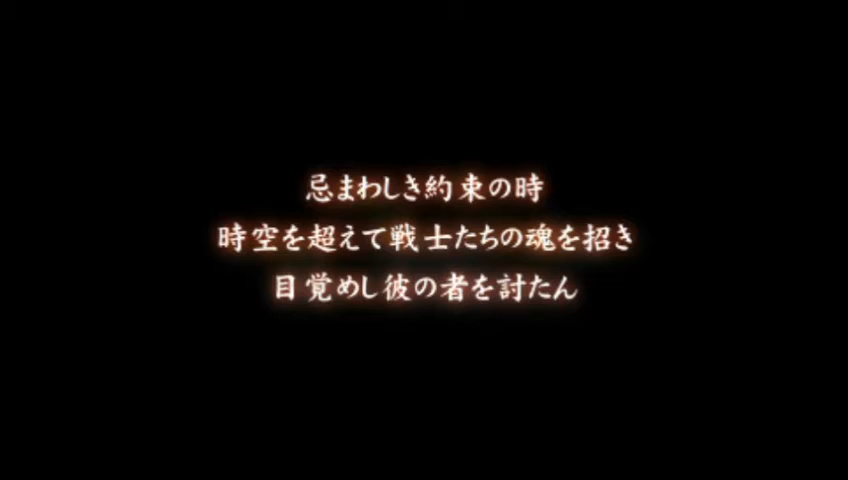 忌まわしき約束の時
時空を超えて戦士たちの魂を招き
目覚めし彼の者を討たん